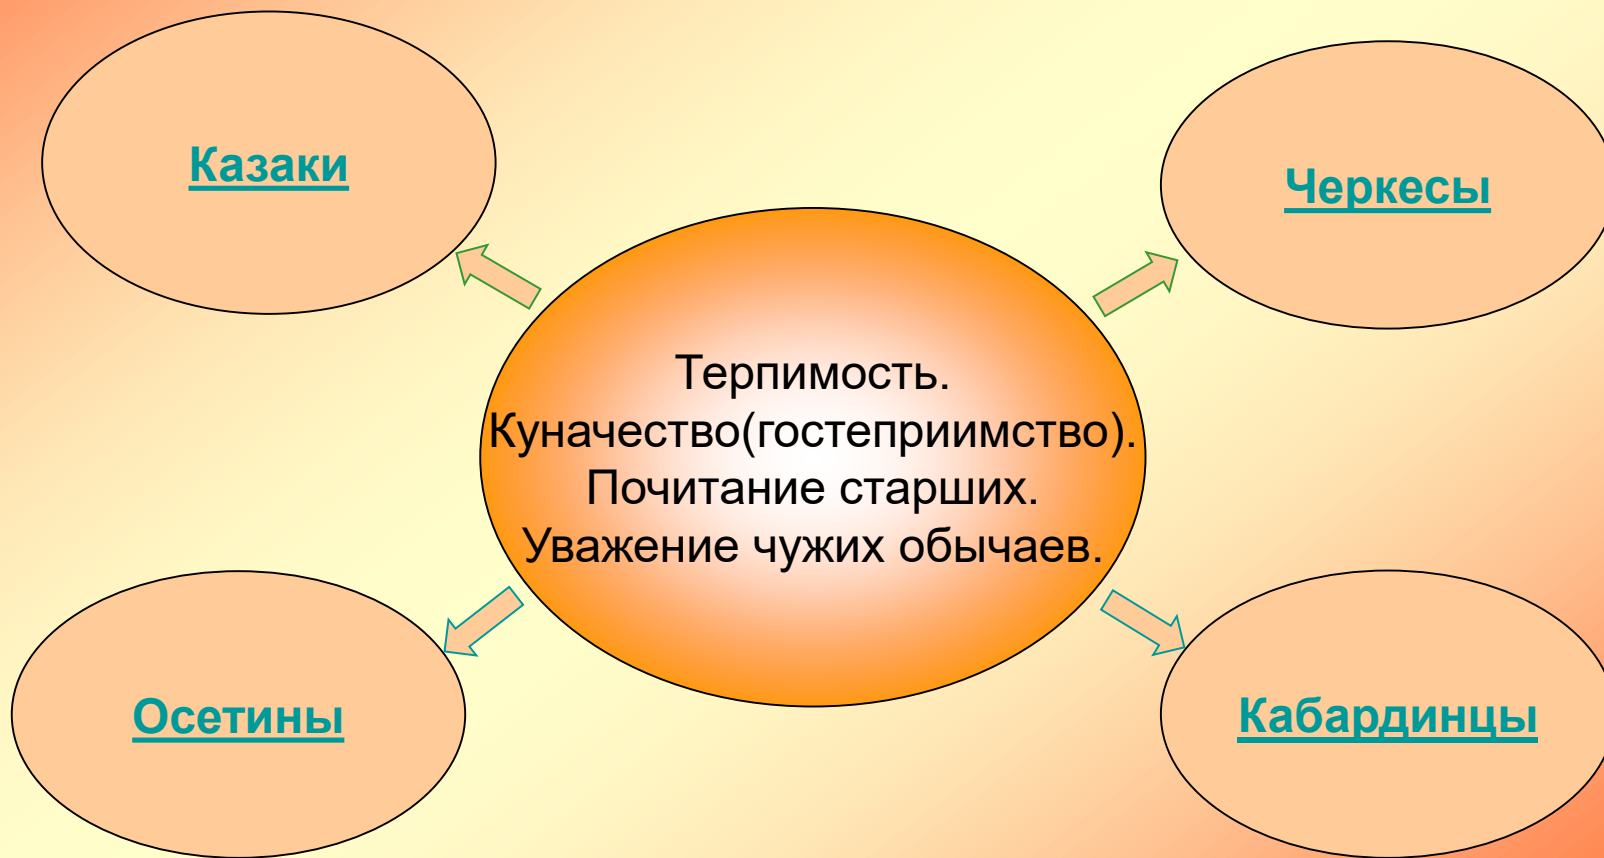 Казаки
Черкесы
Терпимость.
Куначество(гостеприимство).
Почитание старших.
Уважение чужих обычаев.
Осетины
Кабардинцы